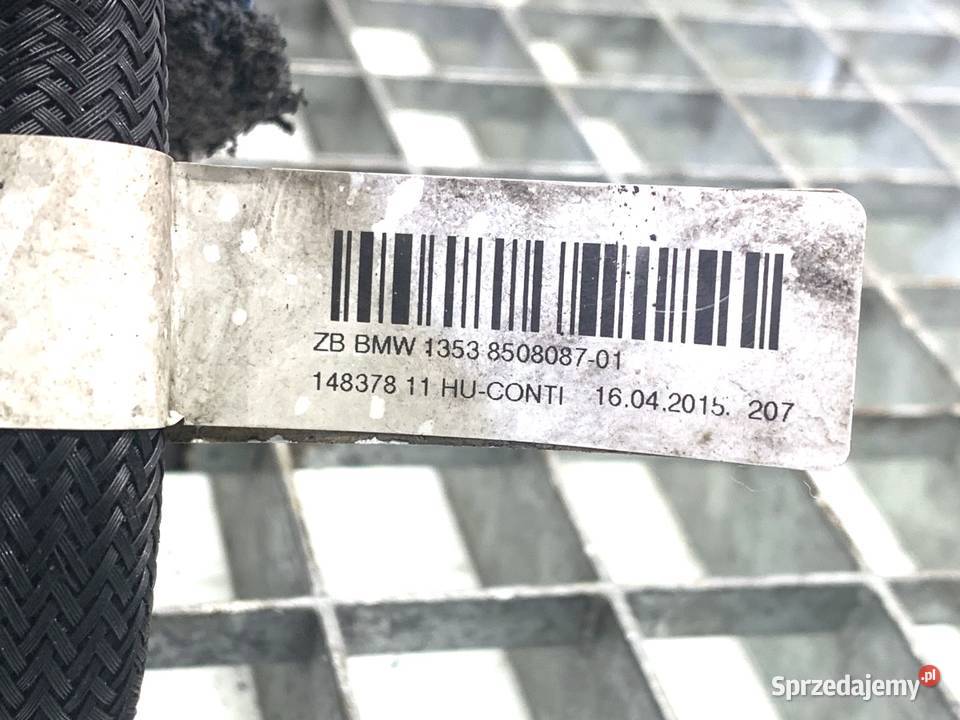 ZB BMW 1353 8508087-01
148378 11 HU-CONTI 16.04.2015. 207
Sprzedajemy.pl